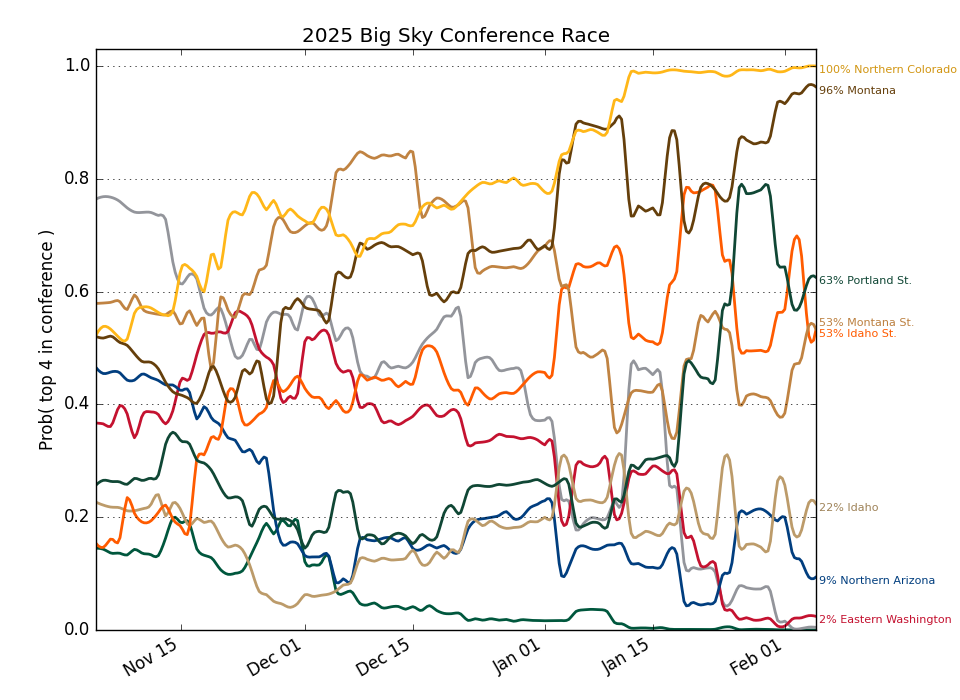 2025 Big Sky Conference Race
Prob( top 4 in conference )
1.0
0.8
0.6
0.4
0.2
0.0
Nov 15
Dec 01
Dec 15
Jan 01
Jan 15
Feb 01
100% Northern Colorado
96% Montana
63% Portland St.
53% Montana St.
53% Idaho St.
22% Idaho
9% Northern Arizona
2% Eastern Washington